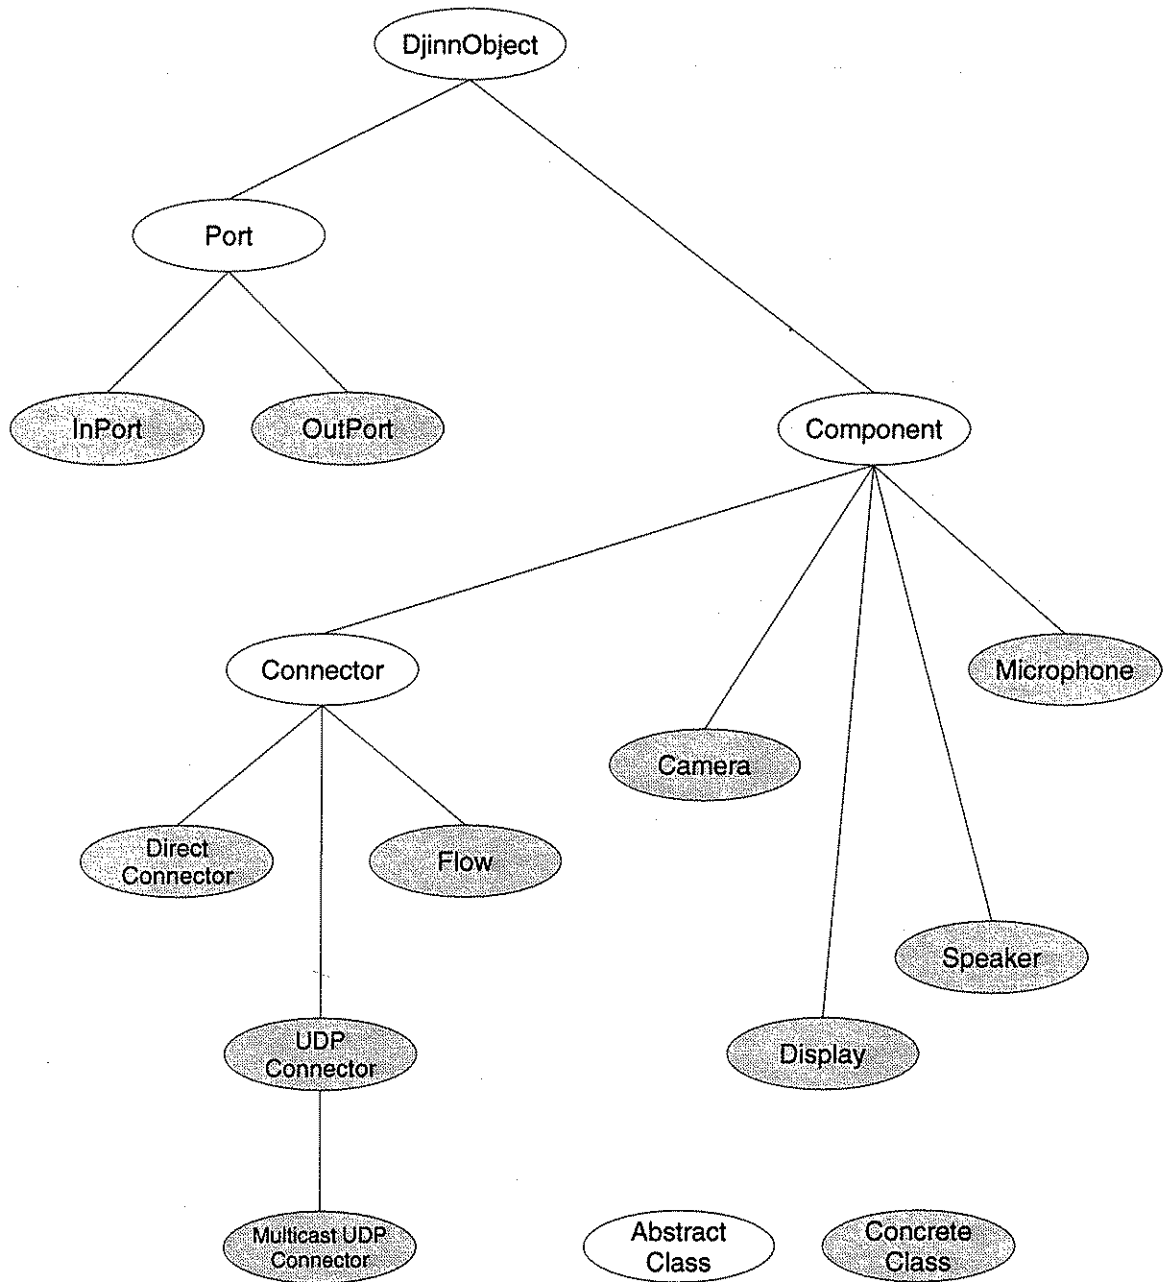 DjinnObject
Port
InPort
OutPort
Component
Connector
Microphone
Camera
Direct
Connector
Flow
Speaker
UDP
Connector
Display
Multicast UDP
Connector
Abstract
Class
Concrete
Class